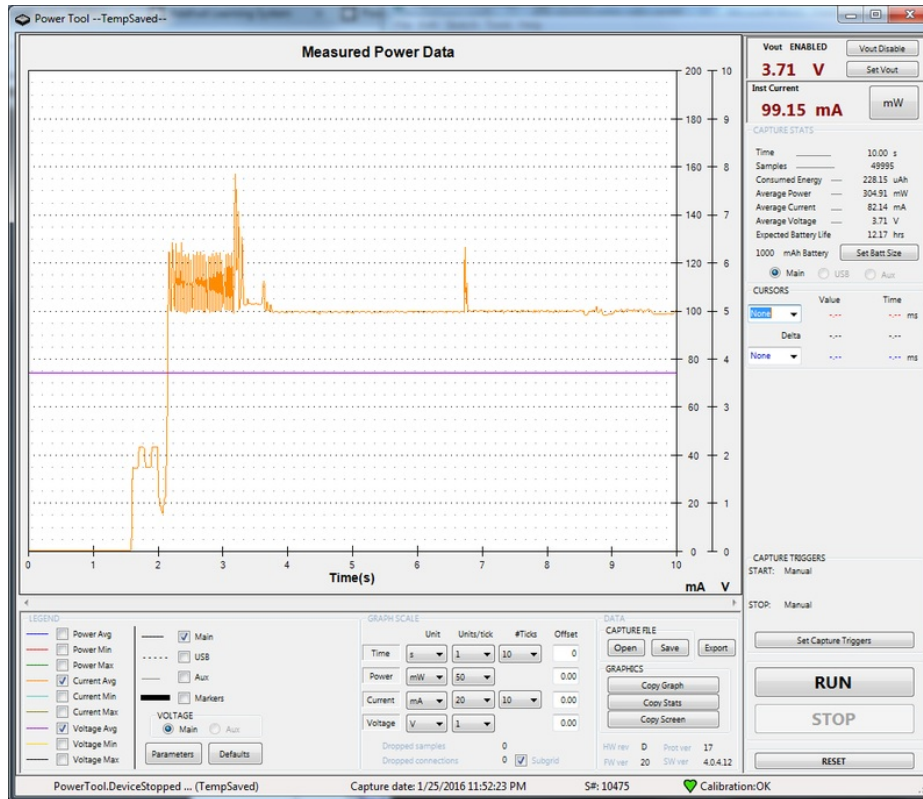 Power Tool --TempSaved--
Measured Power Data
200 10
180 9
160 8
140 7
120 6
100 5
80 4
60 3
40 2
20 1
0 0
0 1 2 3 4 5 6 7 8 9 10
Time(s)
mA V
Vout ENABLED Vout Disable
3.71 V Set Vout
Inst Current
99.15 mA mW
CAPTURE STATS
Time 10.00 s
Samples 49995
Consumed Energy 228.15 uAh
Average Power 304.91 mW
Average Current 82.14 mA
Average Voltage 3.71 V
Expected Battery Life 12.17 hrs
1000 mAh Battery Set Batt Size
Main USB Aux
CURSORS
Value Time
None -.-- -.-- ms
Delta -.-- -.--
None -.-- -.-- ms
CAPTURE TRIGGERS
START: Manual
STOP: Manual
Set Capture Triggers
RUN
STOP
RESET
LEGEND
Power Avg
Power Min
Power Max
Current Avg
Current Min
Current Max
Voltage Avg
Voltage Min
Voltage Max
Main
USB
Aux
Markers
VOLTAGE
Main Aux
Parameters Defaults
GRAPH SCALE
Unit Units/tick #Ticks Offset
Time s 1 10 0
Power mW 50 0.00
Current mA 20 10 0.00
Voltage V 1 0.00
Dropped samples 0
Dropped connections 0 Subgrid
DATA
CAPTURE FILE
Open Save Export
GRAPHICS
Copy Graph
Copy Stats
Copy Screen
HW rev D Prot ver 17
FW ver 20 SW ver 4.0.4.12
PowerTool.DeviceStopped ... (TempSaved) Capture date: 1/25/2016 11:52:23 PM S#: 10475 Calibration:OK